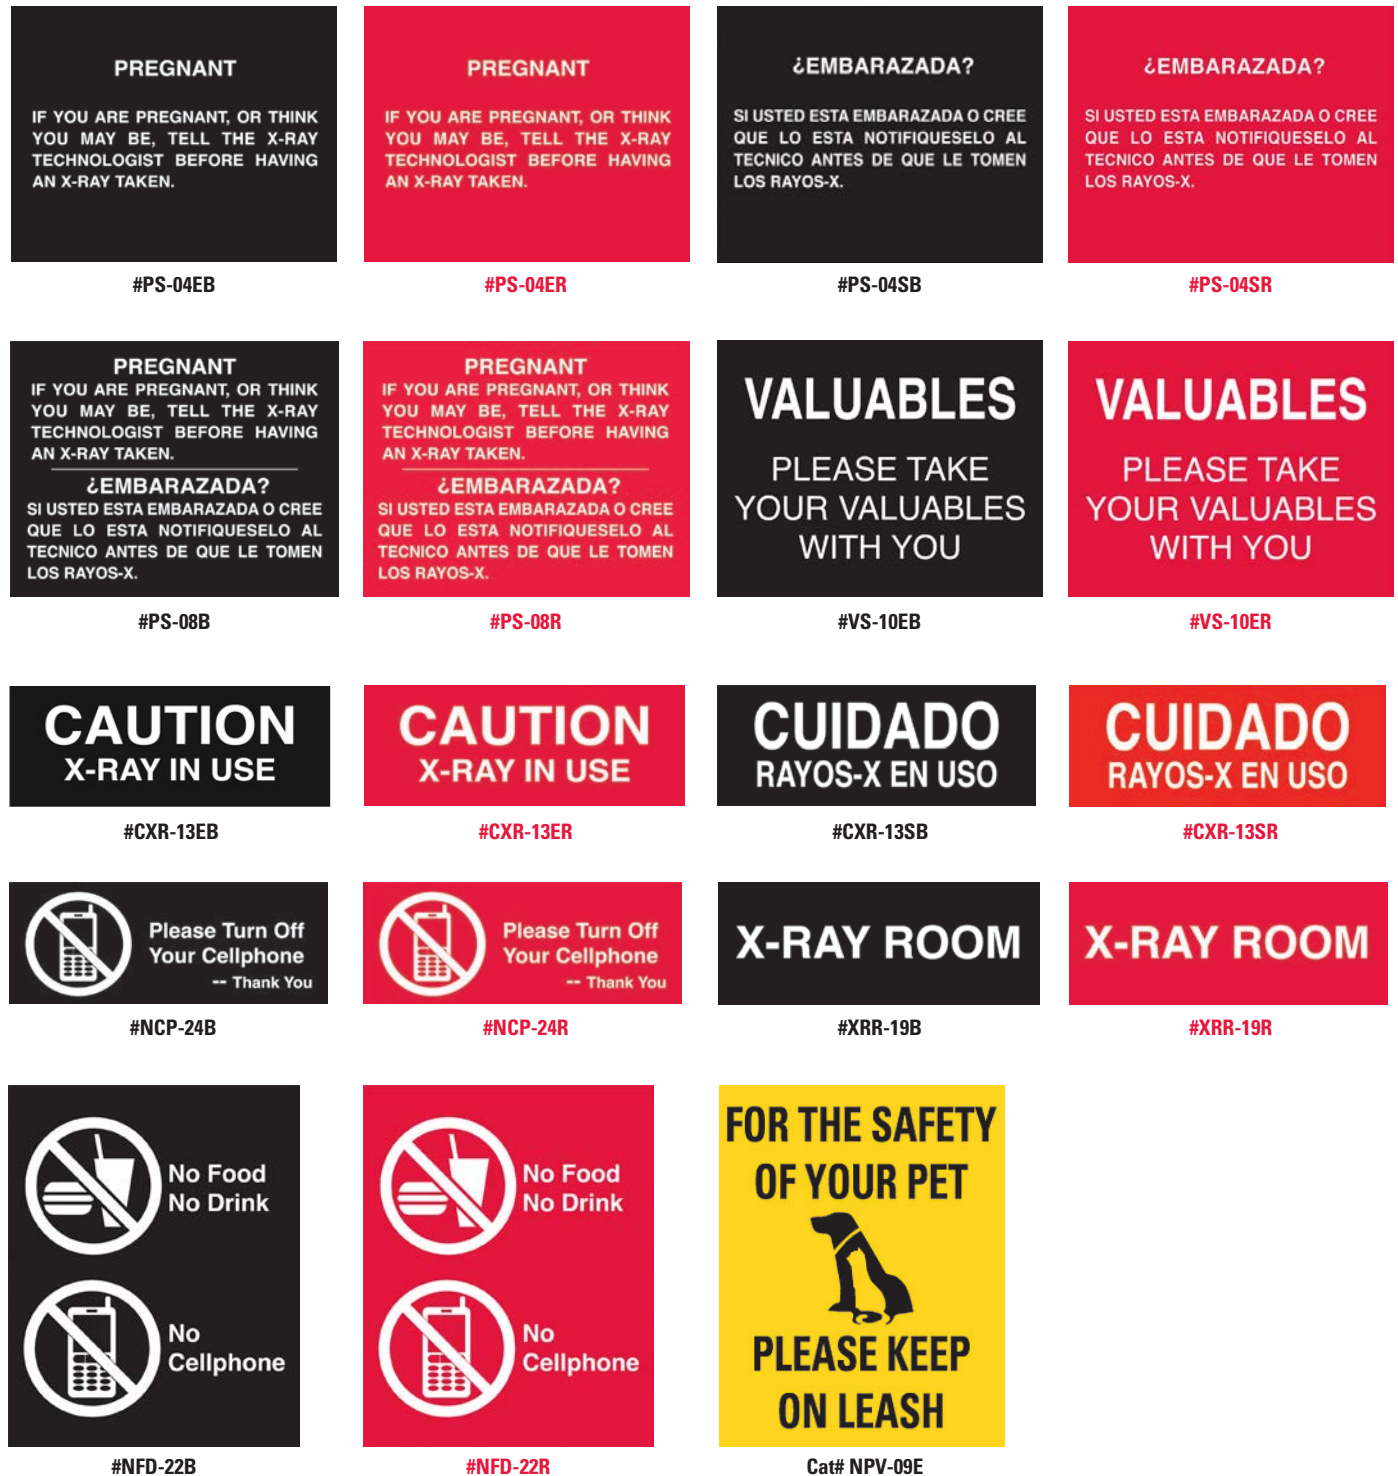 PREGNANT
IF YOU ARE PREGNANT, OR THINK
YOU MAY BE, TELL THE X-RAY
TECHNOLOGIST BEFORE HAVING
AN X-RAY TAKEN.
#PS-04EB
PREGNANT
IF YOU ARE PREGNANT, OR THINK
YOU MAY BE, TELL THE X-RAY
TECHNOLOGIST BEFORE HAVING
AN X-RAY TAKEN.
#PS-04ER
¿EMBARAZADA?
SI USTED ESTA EMBARAZADA O CREE
QUE LO ESTA NOTIFIQUESELO AL
TECNICO ANTES DE QUE LE TOMEN
LOS RAYOS-X.
#PS-04SB
¿EMBARAZADA?
SI USTED ESTA EMBARAZADA O CREE
QUE LO ESTA NOTIFIQUESELO AL
TECNICO ANTES DE QUE LE TOMEN
LOS RAYOS-X.
#PS-04SR
PREGNANT
IF YOU ARE PREGNANT, OR THINK
YOU MAY BE, TELL THE X-RAY
TECHNOLOGIST BEFORE HAVING
AN X-RAY TAKEN.
¿EMBARAZADA?
SI USTED ESTA EMBARAZADA O CREE
QUE LO ESTA NOTIFIQUESELO AL
TECNICO ANTES DE QUE LE TOMEN
LOS RAYOS-X.
#PS-08B
PREGNANT
IF YOU ARE PREGNANT, OR THINK
YOU MAY BE, TELL THE X-RAY
TECHNOLOGIST BEFORE HAVING
AN X-RAY TAKEN.
¿EMBARAZADA?
SI USTED ESTA EMBARAZADA O CREE
QUE LO ESTA NOTIFIQUESELO AL
TECNICO ANTES DE QUE LE TOMEN
LOS RAYOS-X.
#PS-08R
VALUABLES
PLEASE TAKE
YOUR VALUABLES
WITH YOU
#VS-10EB
VALUABLES
PLEASE TAKE
YOUR VALUABLES
WITH YOU
#VS-10ER
CAUTION
X-RAY IN USE
#CXR-13EB
CAUTION
X-RAY IN USE
#CXR-13ER
CUIDADO
RAYOS-X EN USO
#CXR-13SB
CUIDADO
RAYOS-X EN USO
#CXR-13SR
Please Turn Off
Your Cellphone
-- Thank You
#NCP-24B
Please Turn Off
Your Cellphone
-- Thank You
#NCP-24R
X-RAY ROOM
#XRR-19B
X-RAY ROOM
#XRR-19R
No Food
No Drink
No
Cellphone
#NFD-22B
No Food
No Drink
No
Cellphone
#NFD-22R
FOR THE SAFETY
OF YOUR PET
PLEASE KEEP
ON LEASH
Cat# NPV-09E